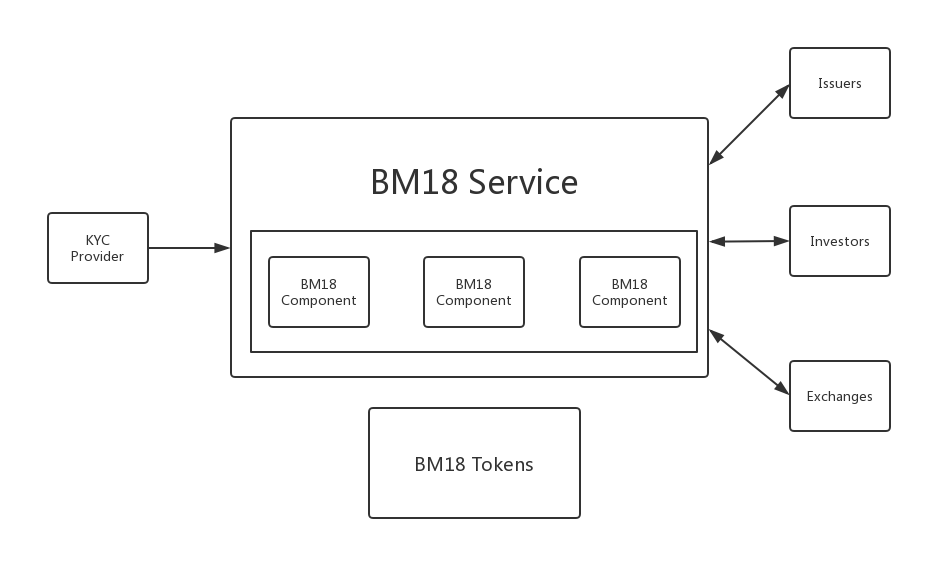 Issuers
BM18 Service
KYC
Provider
Investors
BM18
Component
BM18
Component
BM18
Component
Exchanges
BM18 Tokens